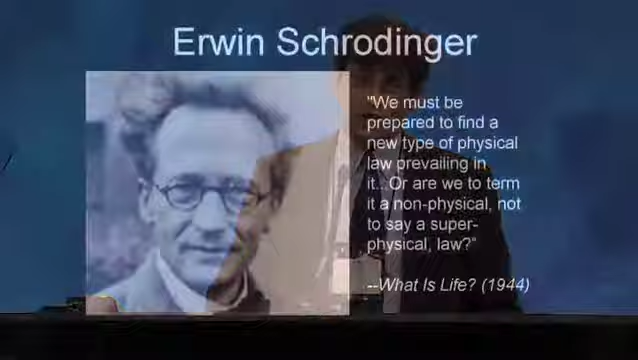 Erwin Schrodinger
"We must be
prepared to find a
new type of physical
law prevailing in
it...Or are we to term
it a non-physical, not
to say a super-
physical, law?"
--What Is Life? (1944)